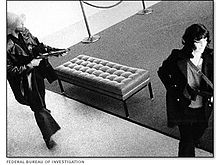 FEDERAL BUREAU OF INVESTIGATION